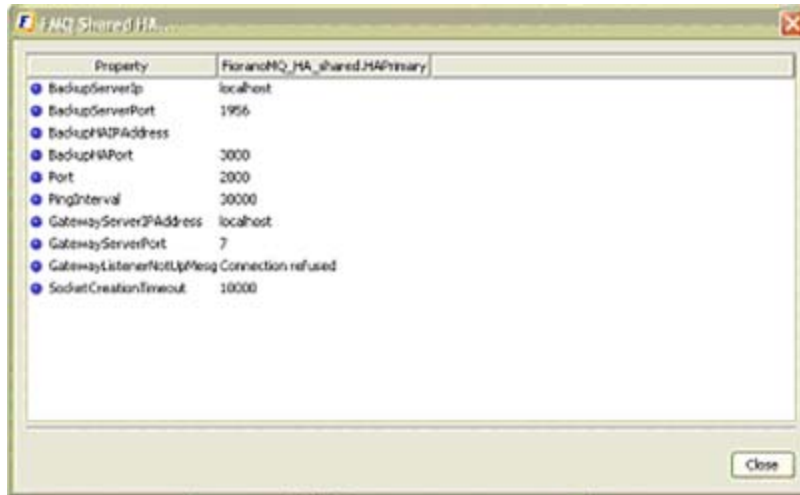 FMQ Shared HA...
Property FioranoMQ_HA_shared.HAPrimary
BackupServerIp localhost
BackupServerPort 1956
BackupHAIPAddress
BackupHAPort 3000
Port 2000
PingInterval 30000
GatewayServerIPAddress localhost
GatewayServerPort 7
GatewayListenerNotUpMesg Connection refused
SocketCreationTimeout 10000
Close